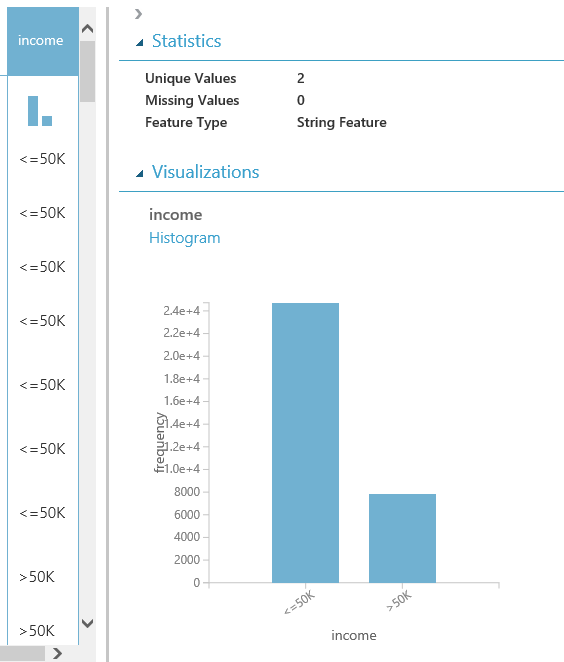 income
<=50K
<=50K
<=50K
<=50K
<=50K
<=50K
<=50K
>50K
>50K
Statistics
Unique Values 2
Missing Values 0
Feature Type String Feature
Visualizations
income
Histogram
frequency
2.4e+4
2.2e+4
2.0e+4
1.8e+4
1.6e+4
1.4e+4
1.2e+4
1.0e+4
8000
6000
4000
2000
0
<=50K
>50K
income